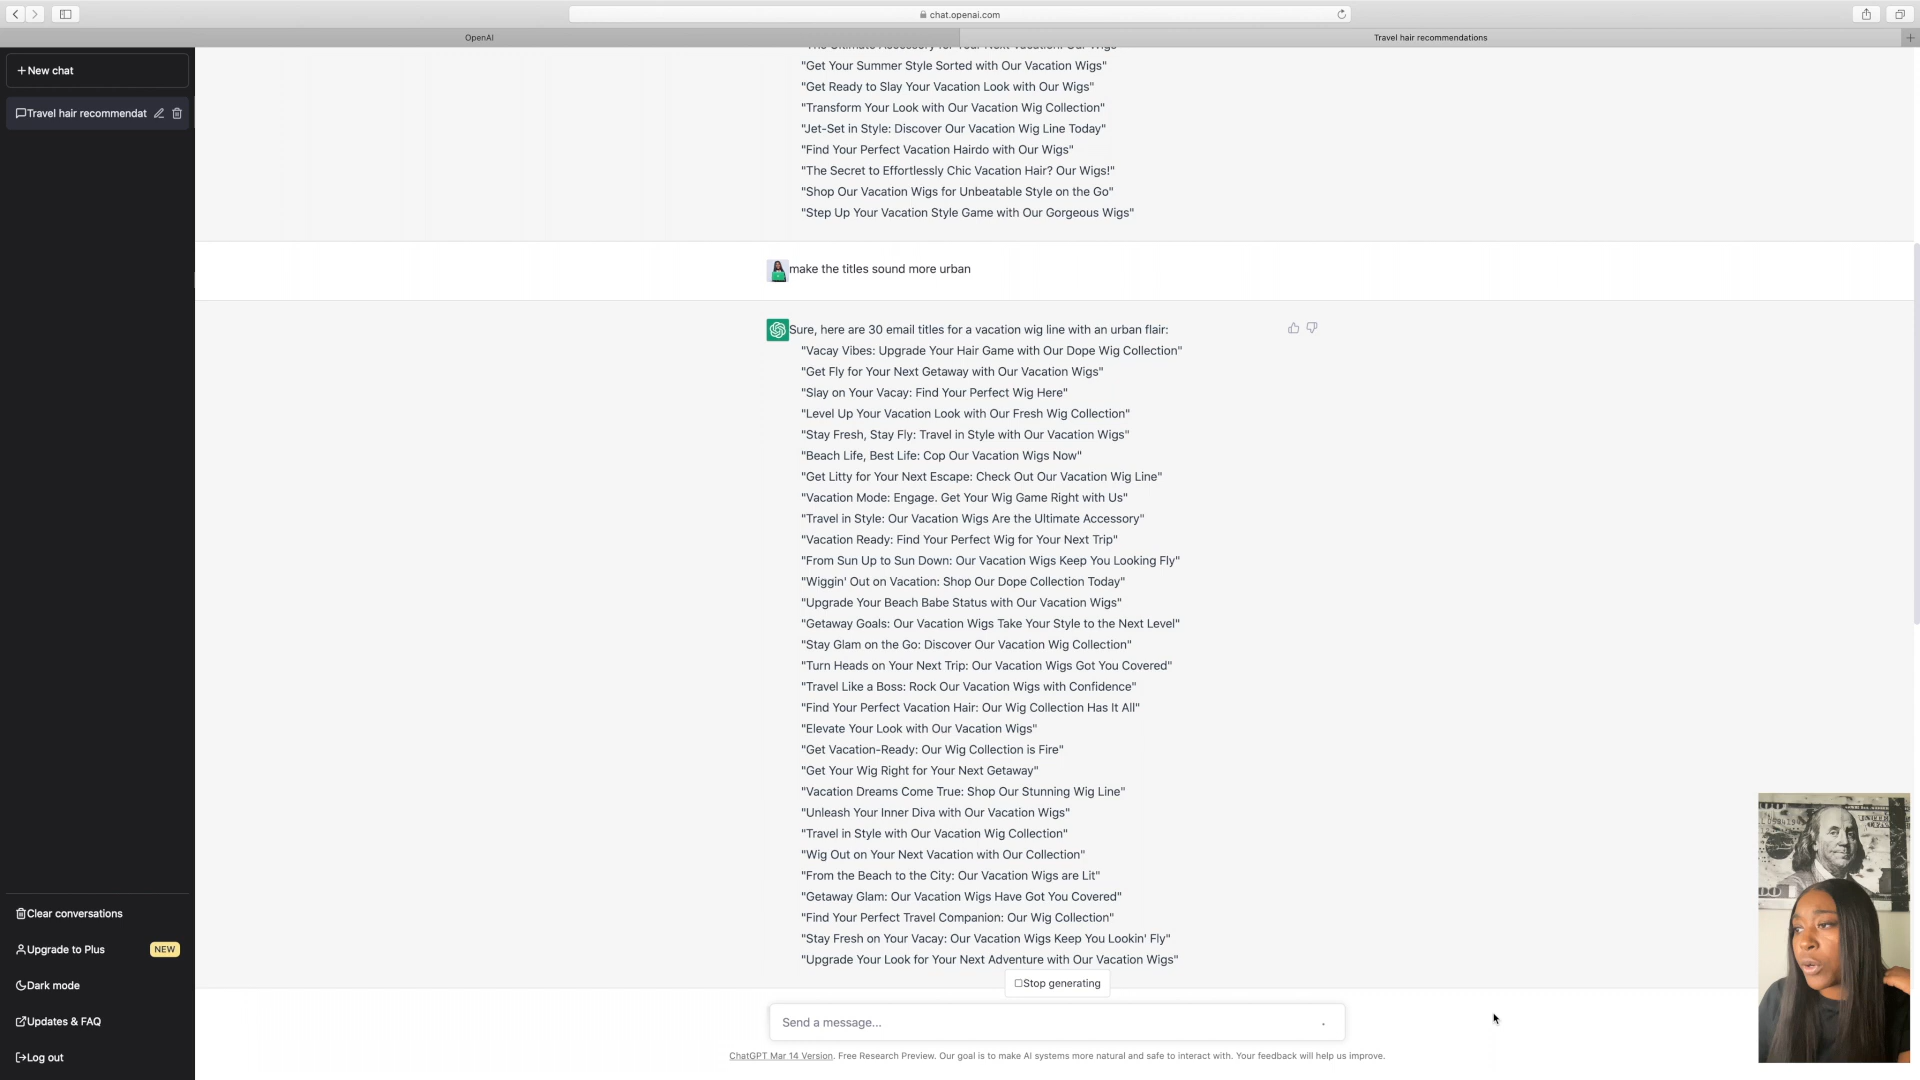 chat.openai.com
OpenAI
Travel hair recommendations
New chat
Travel hair recommendat
"The Ultimate Accessory for Your Next Vacation: Our Wigs"
"Get Your Summer Style Sorted with Our Vacation Wigs"
"Get Ready to Slay Your Vacation Look with Our Wigs"
"Transform Your Look with Our Vacation Wig Collection"
"Jet-Set in Style: Discover Our Vacation Wig Line Today"
"Find Your Perfect Vacation Hairdo with Our Wigs"
"The Secret to Effortlessly Chic Vacation Hair? Our Wigs!"
"Shop Our Vacation Wigs for Unbeatable Style on the Go"
"Step Up Your Vacation Style Game with Our Gorgeous Wigs"
make the titles sound more urban
Sure, here are 30 email titles for a vacation wig line with an urban flair:
"Vacay Vibes: Upgrade Your Hair Game with Our Dope Wig Collection"
"Get Fly for Your Next Getaway with Our Vacation Wigs"
"Slay on Your Vacay: Find Your Perfect Wig Here"
"Level Up Your Vacation Look with Our Fresh Wig Collection"
"Stay Fresh, Stay Fly: Travel in Style with Our Vacation Wigs"
"Beach Life, Best Life: Cop Our Vacation Wigs Now"
"Get Litty for Your Next Escape: Check Out Our Vacation Wig Line"
"Vacation Mode: Engage. Get Your Wig Game Right with Us"
"Travel in Style: Our Vacation Wigs Are the Ultimate Accessory"
"Vacation Ready: Find Your Perfect Wig for Your Next Trip"
"From Sun Up to Sun Down: Our Vacation Wigs Keep You Looking Fly"
"Wiggin' Out on Vacation: Shop Our Dope Collection Today"
"Upgrade Your Beach Babe Status with Our Vacation Wigs"
"Getaway Goals: Our Vacation Wigs Take Your Style to the Next Level"
"Stay Glam on the Go: Discover Our Vacation Wig Collection"
"Turn Heads on Your Next Trip: Our Vacation Wigs Got You Covered"
"Travel Like a Boss: Rock Our Vacation Wigs with Confidence"
"Find Your Perfect Vacation Hair: Our Wig Collection Has It All"
"Elevate Your Look with Our Vacation Wigs"
"Get Vacation-Ready: Our Wig Collection is Fire"
"Get Your Wig Right for Your Next Getaway"
"Vacation Dreams Come True: Shop Our Stunning Wig Line"
"Unleash Your Inner Diva with Our Vacation Wigs"
"Travel in Style with Our Vacation Wig Collection"
"Wig Out on Your Next Vacation with Our Collection"
"From the Beach to the City: Our Vacation Wigs are Lit"
"Getaway Glam: Our Vacation Wigs Have Got You Covered"
"Find Your Perfect Travel Companion: Our Wig Collection"
"Stay Fresh on Your Vacay: Our Vacation Wigs Keep You Lookin' Fly"
"Upgrade Your Look for Your Next Adventure with Our Vacation Wigs"
Stop generating
Send a message...
ChatGPT Mar 14 Version. Free Research Preview. Our goal is to make AI systems more natural and safe to interact with. Your feedback will help us improve.
Clear conversations
Upgrade to Plus NEW
Dark mode
Updates & FAQ
Log out